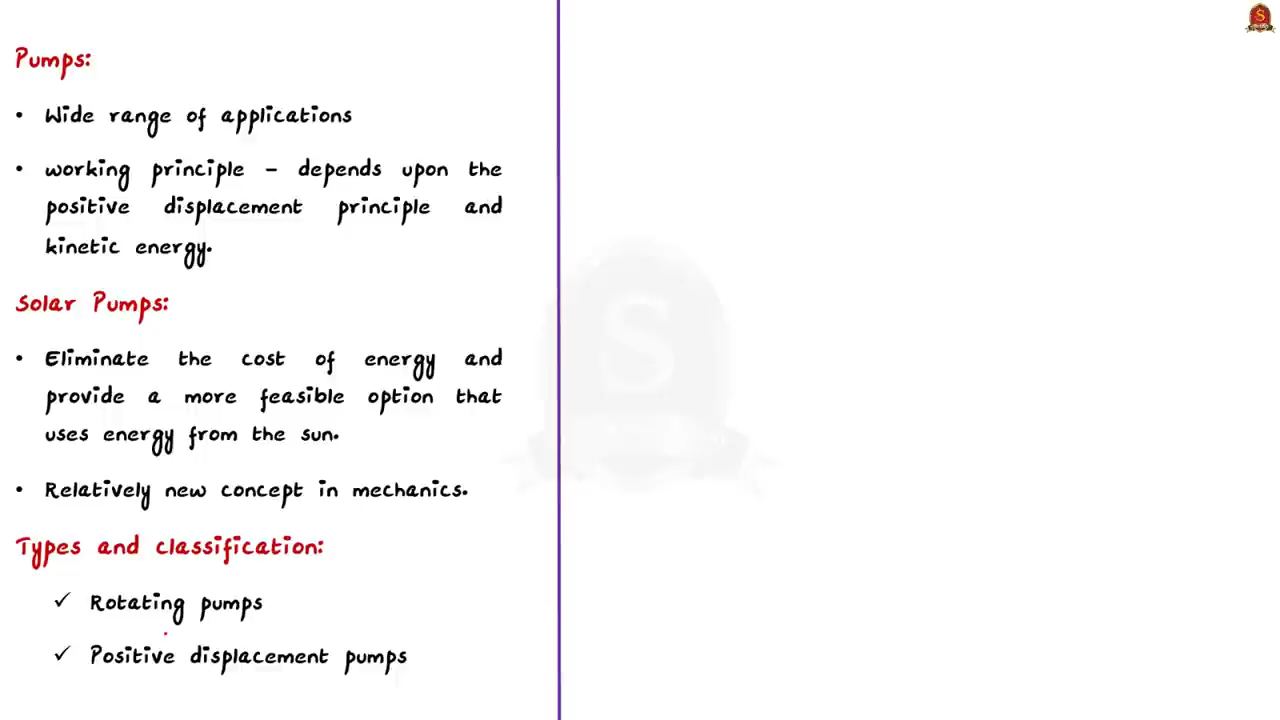 Pumps:
• Wide range of applications
• working principle – depends upon the
positive displacement principle and
kinetic energy.
Solar Pumps:
• Eliminate the cost of energy and
provide a more feasible option that
uses energy from the sun.
• Relatively new concept in mechanics.
Types and classification:
✓ Rotating pumps
✓ Positive displacement pumps
S
S